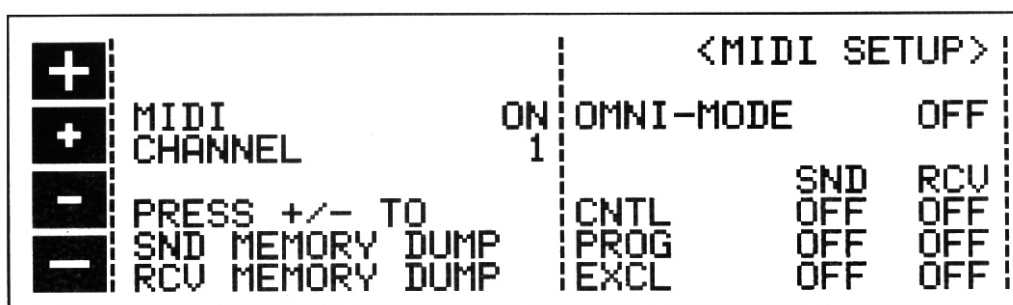 <MIDI SETUP>
MIDI ON OMNI-MODE OFF
CHANNEL 1
SND RCV
PRESS +/- TO CNTL OFF OFF
SND MEMORY DUMP PROG OFF OFF
RCV MEMORY DUMP EXCL OFF OFF
+
+
-
-